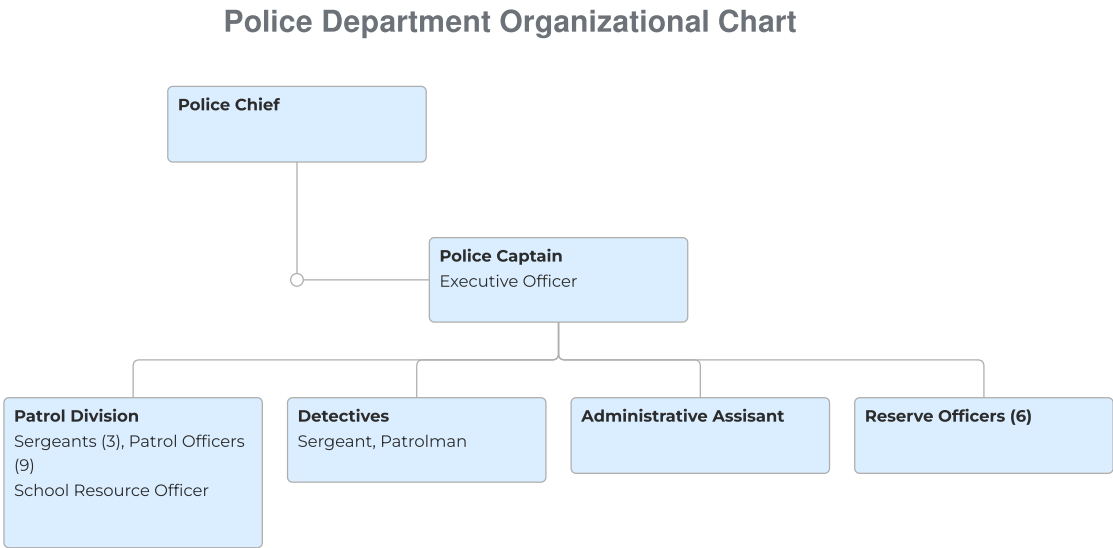 Police Department Organizational Chart
Police Chief
Police Captain
Executive Officer
Patrol Division
Sergeants (3), Patrol Officers
(9)
School Resource Officer
Detectives
Sergeant, Patrolman
Administrative Assisant
Reserve Officers (6)